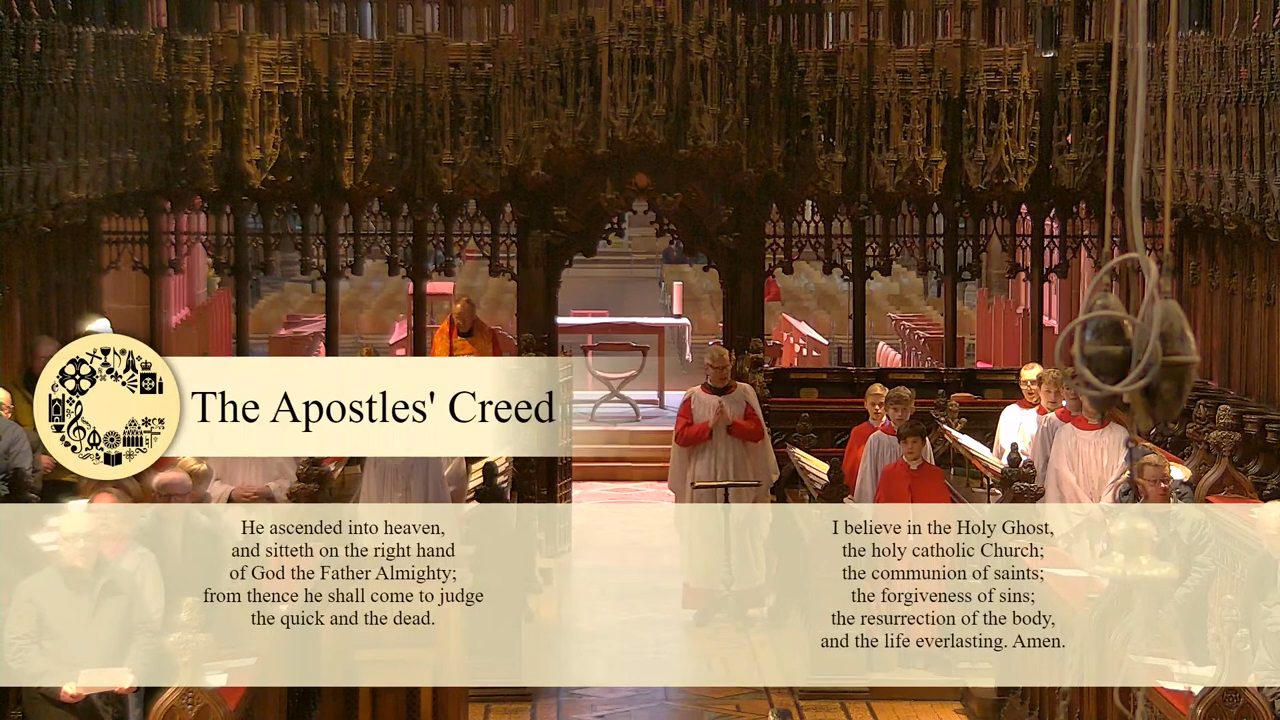 The Apostles' Creed
He ascended into heaven,
and sitteth on the right hand
of God the Father Almighty;
from thence he shall come to judge
the quick and the dead.
I believe in the Holy Ghost,
the holy catholic Church;
the communion of saints;
the forgiveness of sins;
the resurrection of the body,
and the life everlasting. Amen.